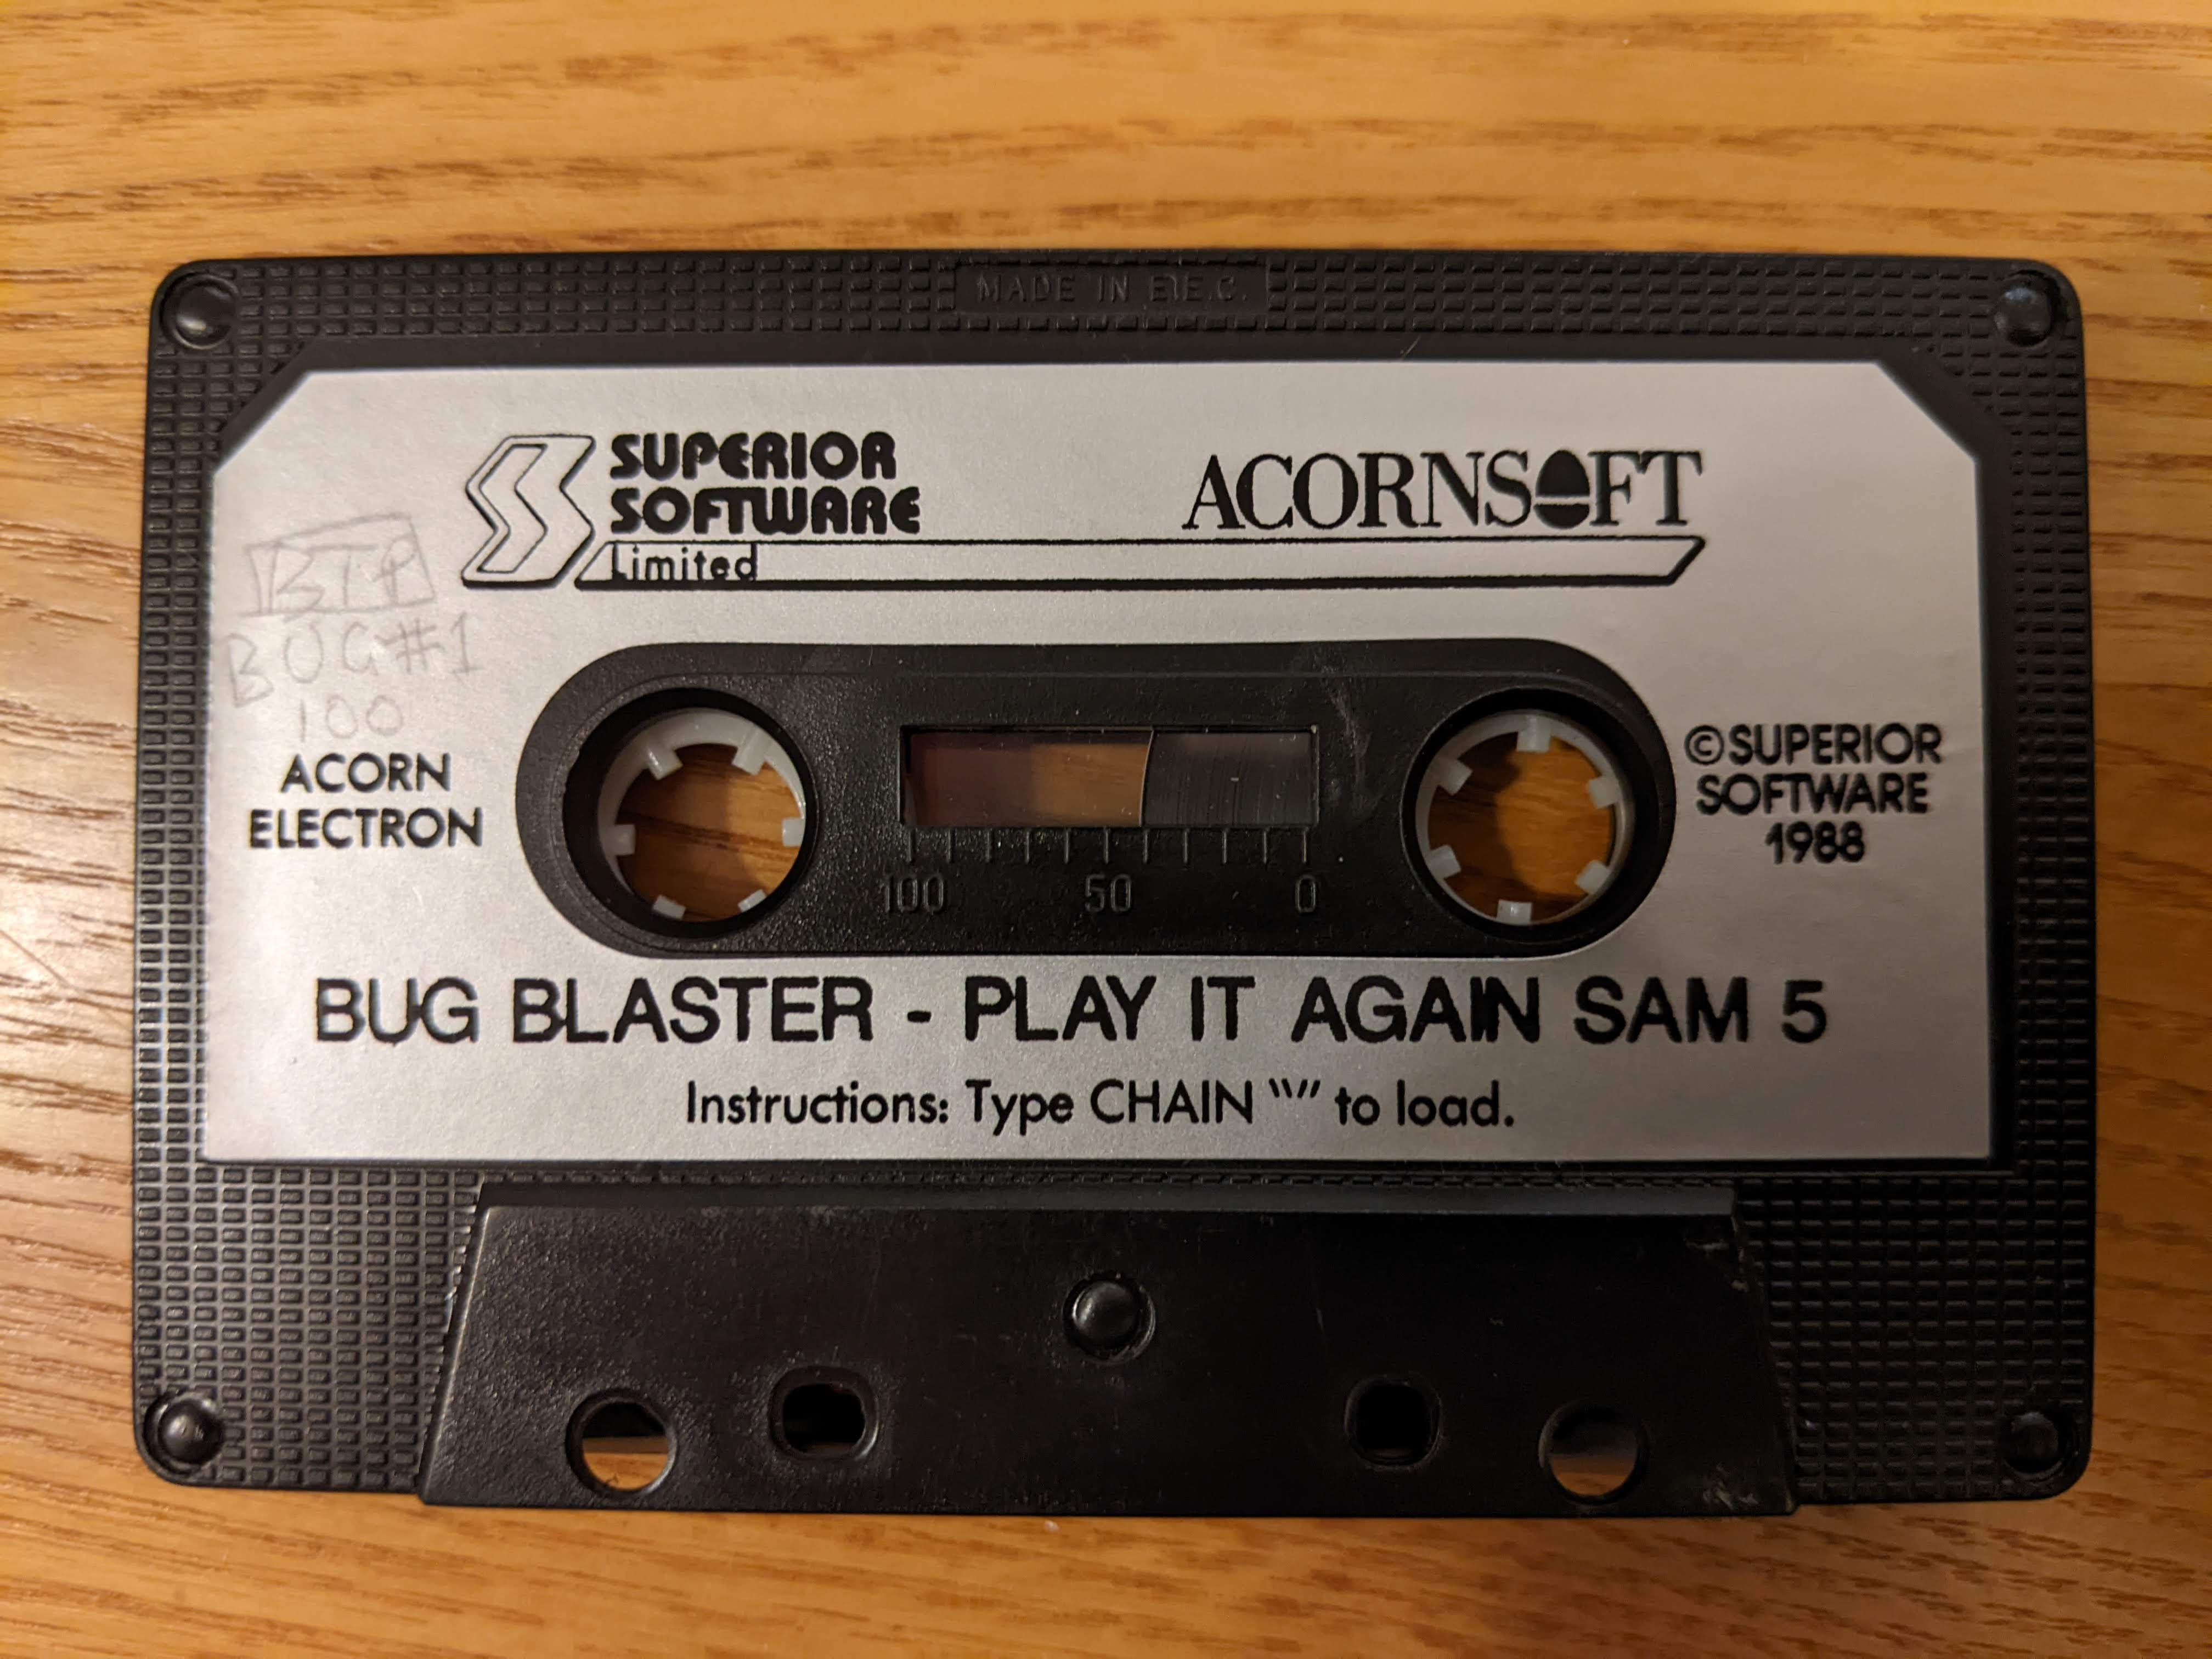 MADE IN E.E.C.
SUPERIOR
SOFTWARE
Limited
ACORNSOFT
BTP
BUG#1
100
ACORN
ELECTRON
100 50 0
©SUPERIOR
SOFTWARE
1988
BUG BLASTER - PLAY IT AGAIN SAM 5
Instructions: Type CHAIN "" to load.